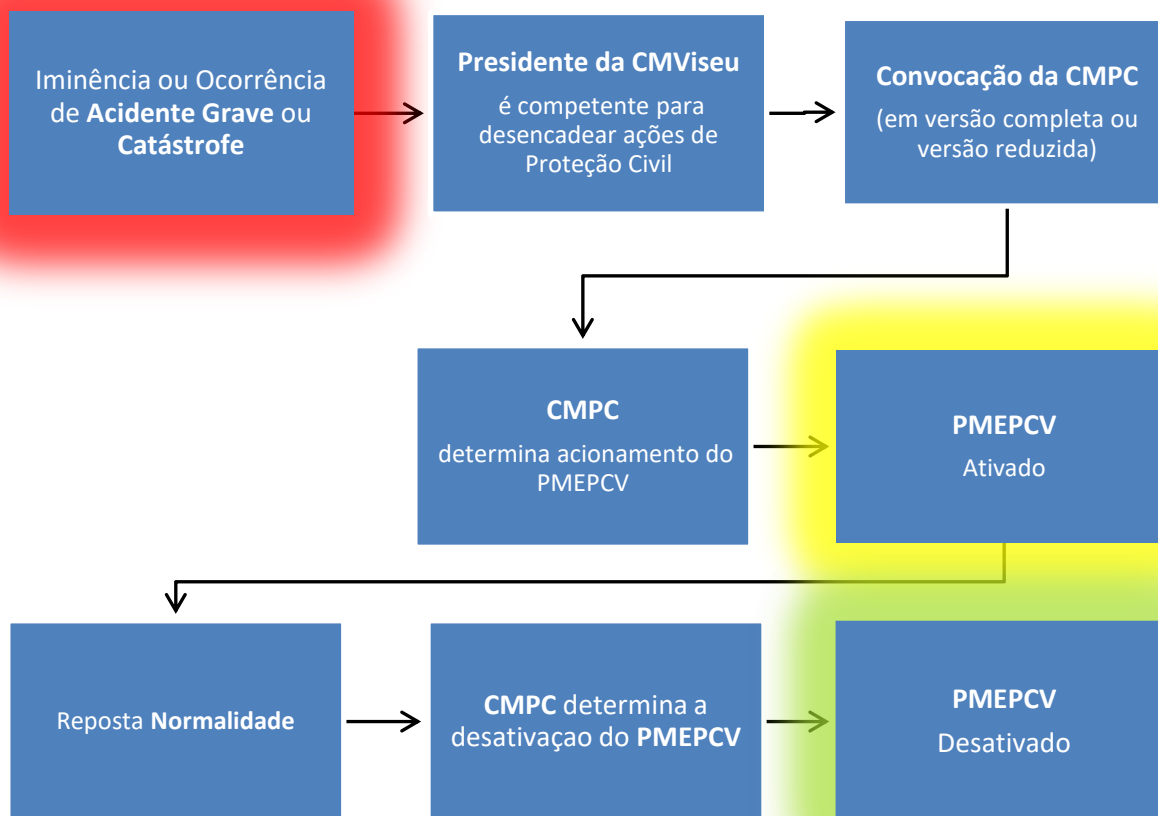 Iminência ou Ocorrência
de Acidente Grave ou
Catástrofe
Presidente da CMViseu
é competente para
desencadear ações de
Proteção Civil
Convocação da CMPC
(em versão completa ou
versão reduzida)
CMPC
determina acionamento do
PMEPCV
PMEPCV
Ativado
Reposta Normalidade
CMPC determina a
desativaçao do PMEPCV
PMEPCV
Desativado